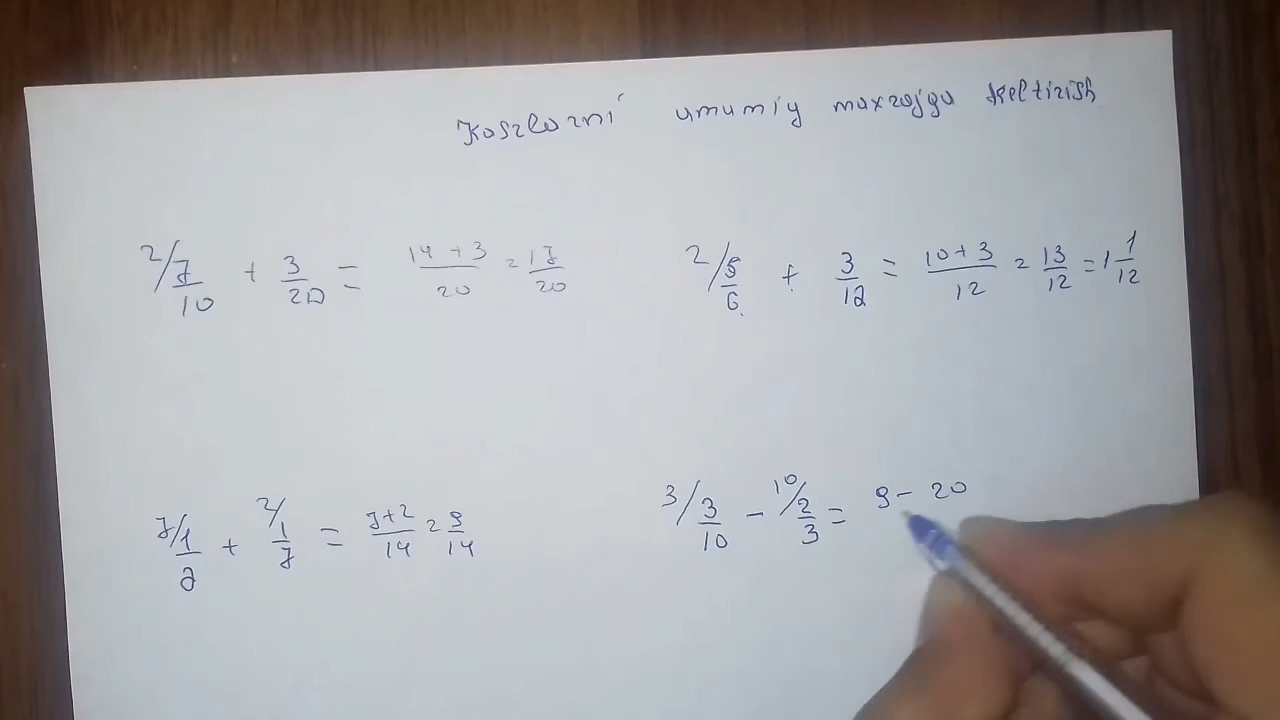 Kasrlarni umumiy maxrajga keltirish
2/ 7/10 + 3/20 = 14+3/20 = 17/20
2/ 5/6 + 3/12 = 10+3/12 = 13/12 = 1 1/12
7/ 1/2 + 2/ 1/7 = 7+2/14 = 9/14
3/ 3/10 - 10/ 2/3 = 9- 20